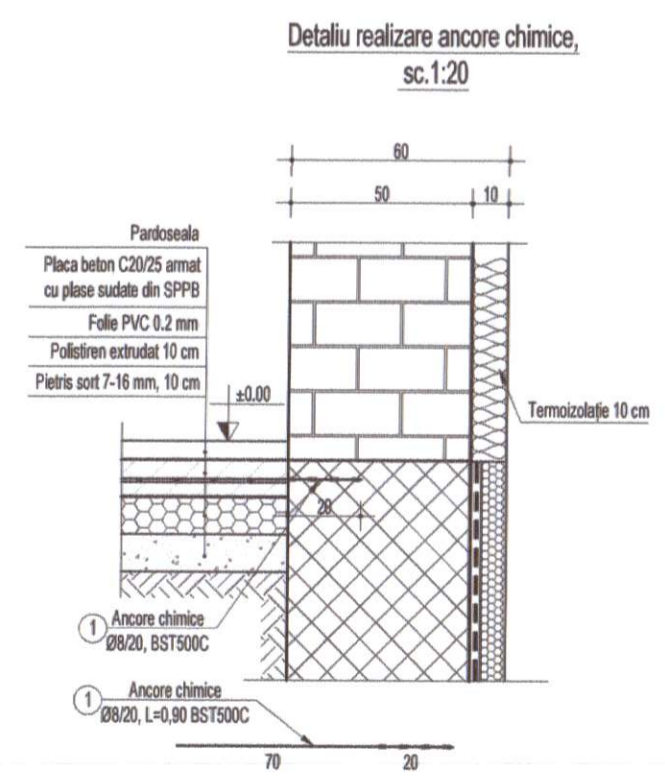 Detaliu realizare ancore chimice,
sc.1:20
60
50
10
Pardoseala
Placa beton C20/25 armat
cu plase sudate din SPPB
Folie PVC 0.2 mm
Polistiren extrudat 10 cm
Pietris sort 7-16 mm, 10 cm
±0.00
Termoizolație 10 cm
20
1
Ancore chimice
Ø8/20, BST500C
1
Ancore chimice
Ø8/20, L=0,90 BST500C
70
20